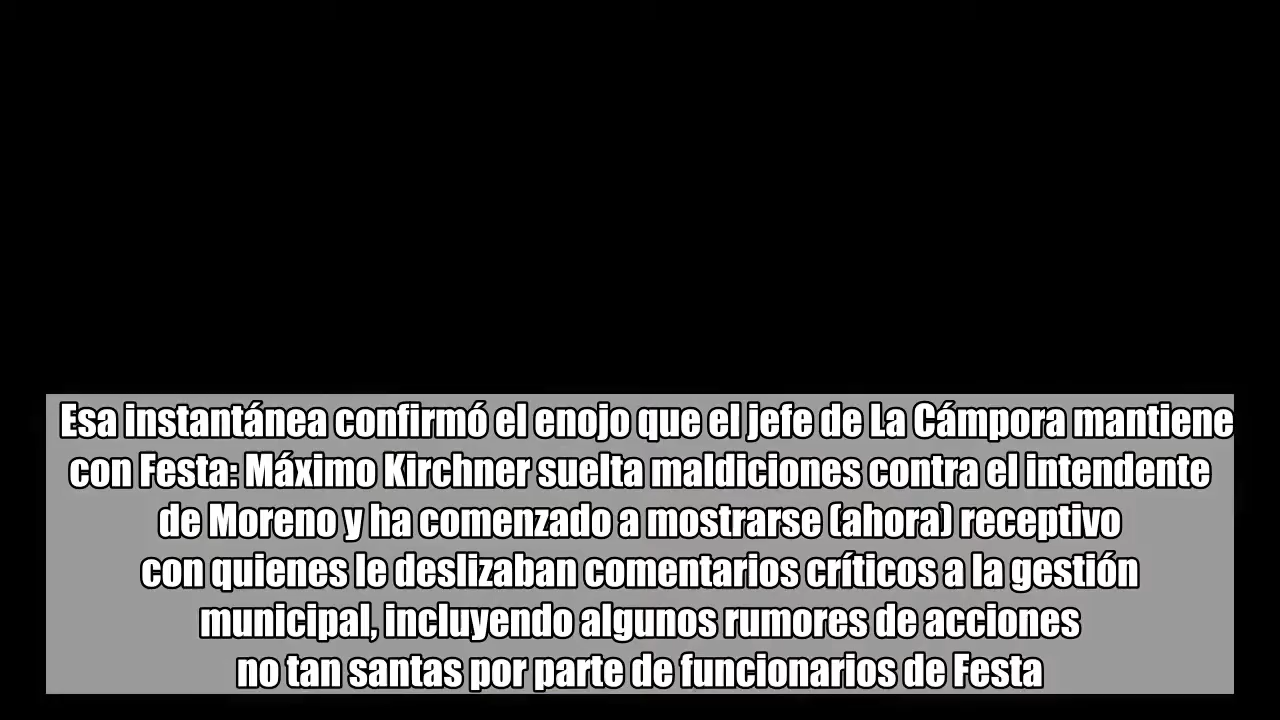 Esa instantánea confirmó el enojo que el jefe de La Cámpora mantiene
con Festa: Máximo Kirchner suelta maldiciones contra el intendente
de Moreno y ha comenzado a mostrarse (ahora) receptivo
con quienes le deslizaban comentarios críticos a la gestión
municipal, incluyendo algunos rumores de acciones
no tan santas por parte de funcionarios de Festa